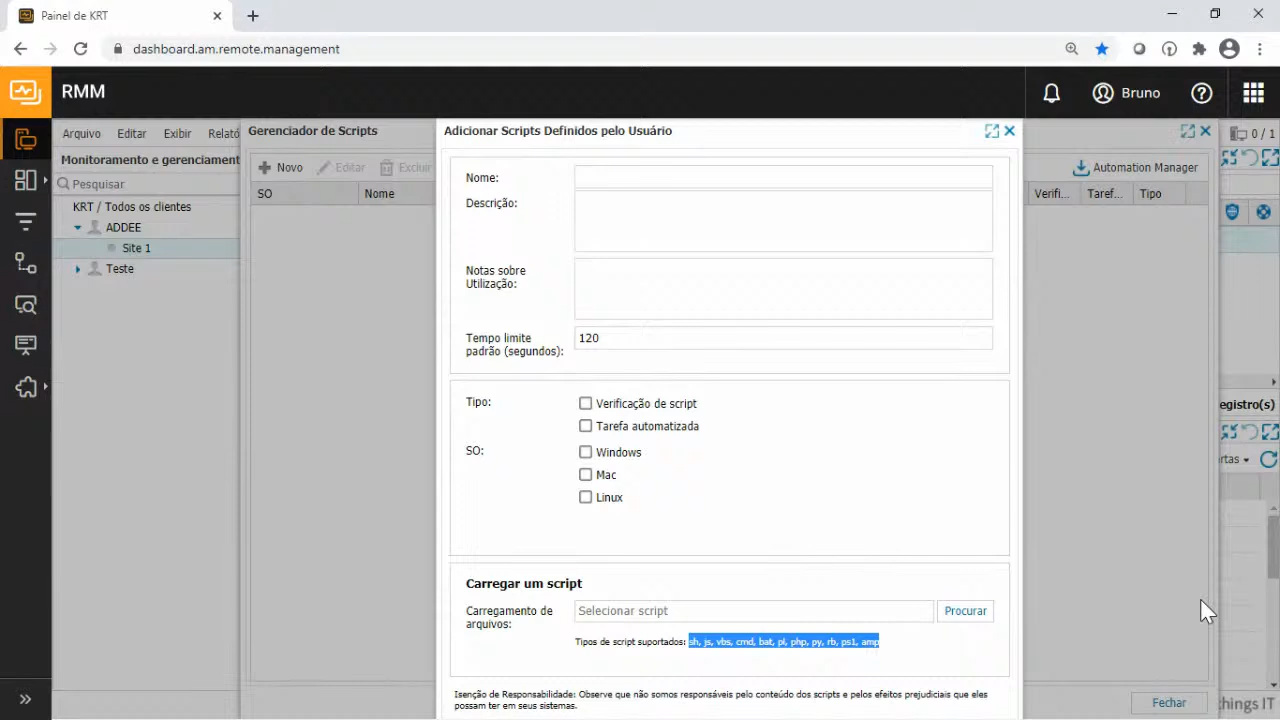 Painel de KRT
dashboard.am.remote.management
RMM
Bruno
Arquivo Editar Exibir Relató
Gerenciador de Scripts
Adicionar Scripts Definidos pelo Usuário
0 / 1
Monitoramento e gerenciament
Novo Editar Excluir
Automation Manager
Pesquisar
SO Nome
Verifi... Taref... Tipo
KRT / Todos os clientes
ADDEE
Site 1
Teste
Nome:
Descrição:
Notas sobre
Utilização:
Tempo limite
padrão (segundos):
120
Tipo:
Verificação de script
Tarefa automatizada
SO:
Windows
Mac
Linux
egistro(s)
rtas
Carregar um script
Carregamento de
arquivos:
Selecionar script
Procurar
Tipos de script suportados: sh, js, vbs, cmd, bat, pl, php, py, rb, ps1, amp
Isenção de Responsabilidade: Observe que não somos responsáveis pelo conteúdo dos scripts e pelos efeitos prejudiciais que eles
possam ter em seus sistemas.
Fechar
things IT